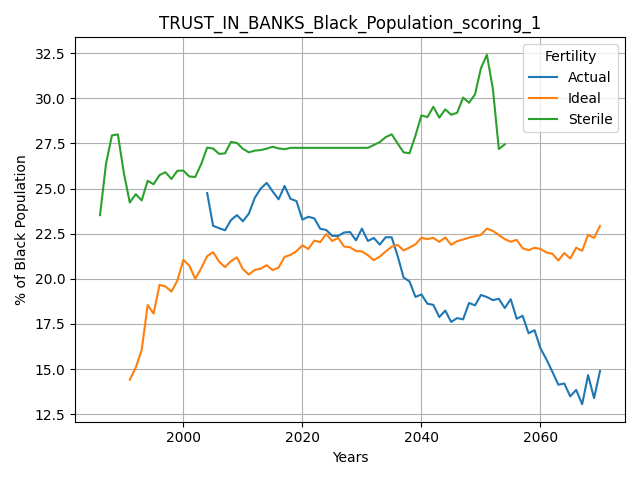 TRUST_IN_BANKS_Black_Population_scoring_1
Fertility
Actual
Ideal
Sterile
% of Black Population
32.5
30.0
27.5
25.0
22.5
20.0
17.5
15.0
12.5
2000
2020
2040
2060
Years